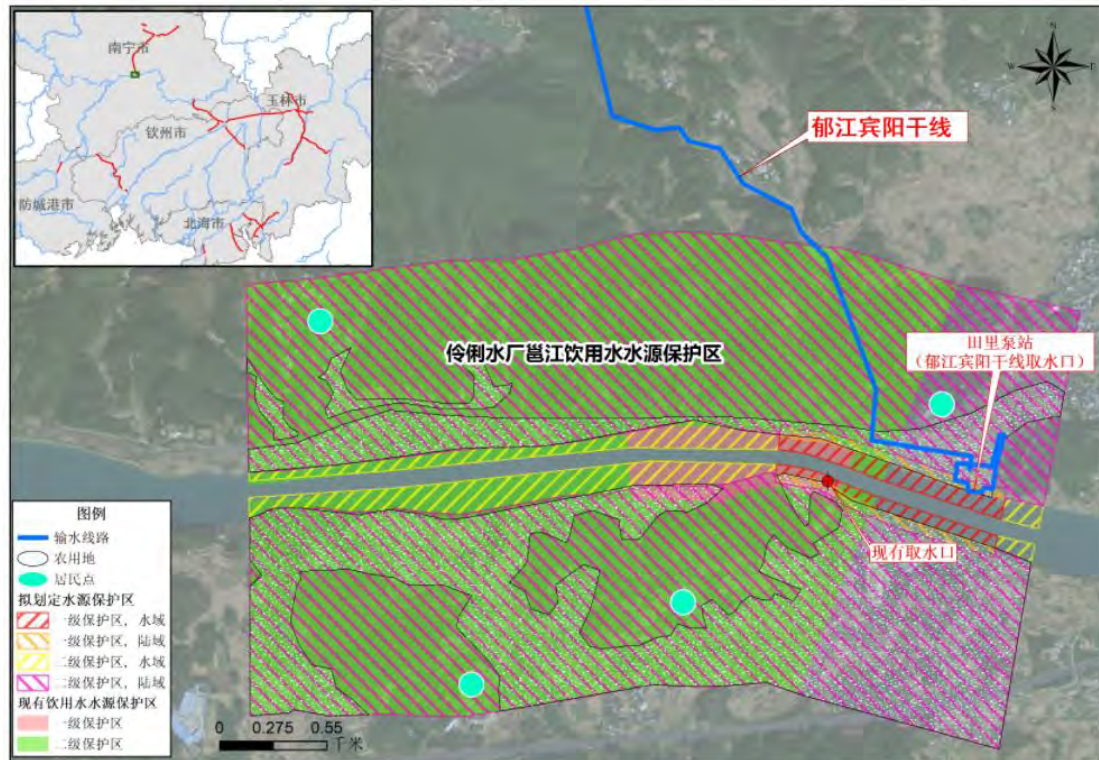 南宁市
玉林市
钦州市
防城港市
北海市
N
W
E
S
郁江宾阳干线
伶俐水厂邕江饮用水水源保护区
田里泵站
（郁江宾阳干线取水口）
现有取水口
图例
输水线路
农用地
居民点
拟划定水源保护区
一级保护区，水域
一级保护区，陆域
二级保护区，水域
二级保护区，陆域
现有饮用水水源保护区
一级保护区
二级保护区
0 0.275 0.55
千米